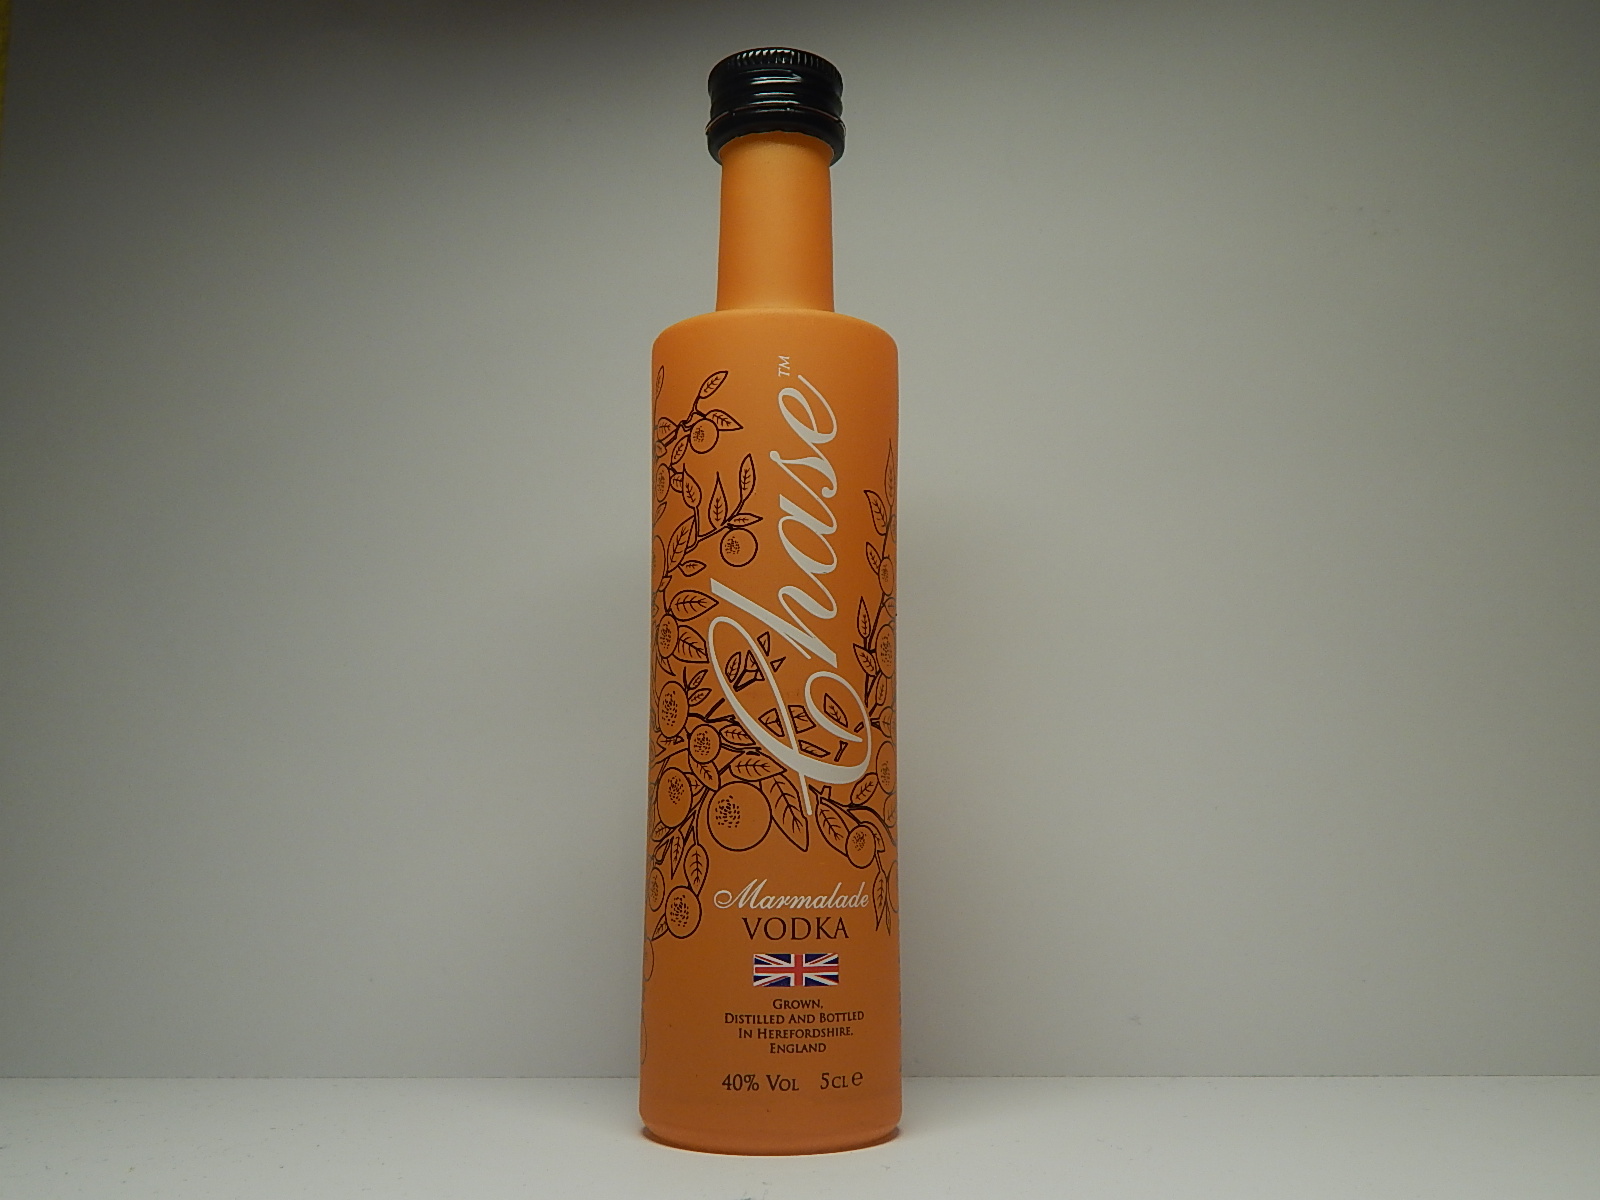 Chase™
Marmalade
VODKA
GROWN,
DISTILLED AND BOTTLED
IN HEREFORDSHIRE,
ENGLAND
40% VOL 5CL e